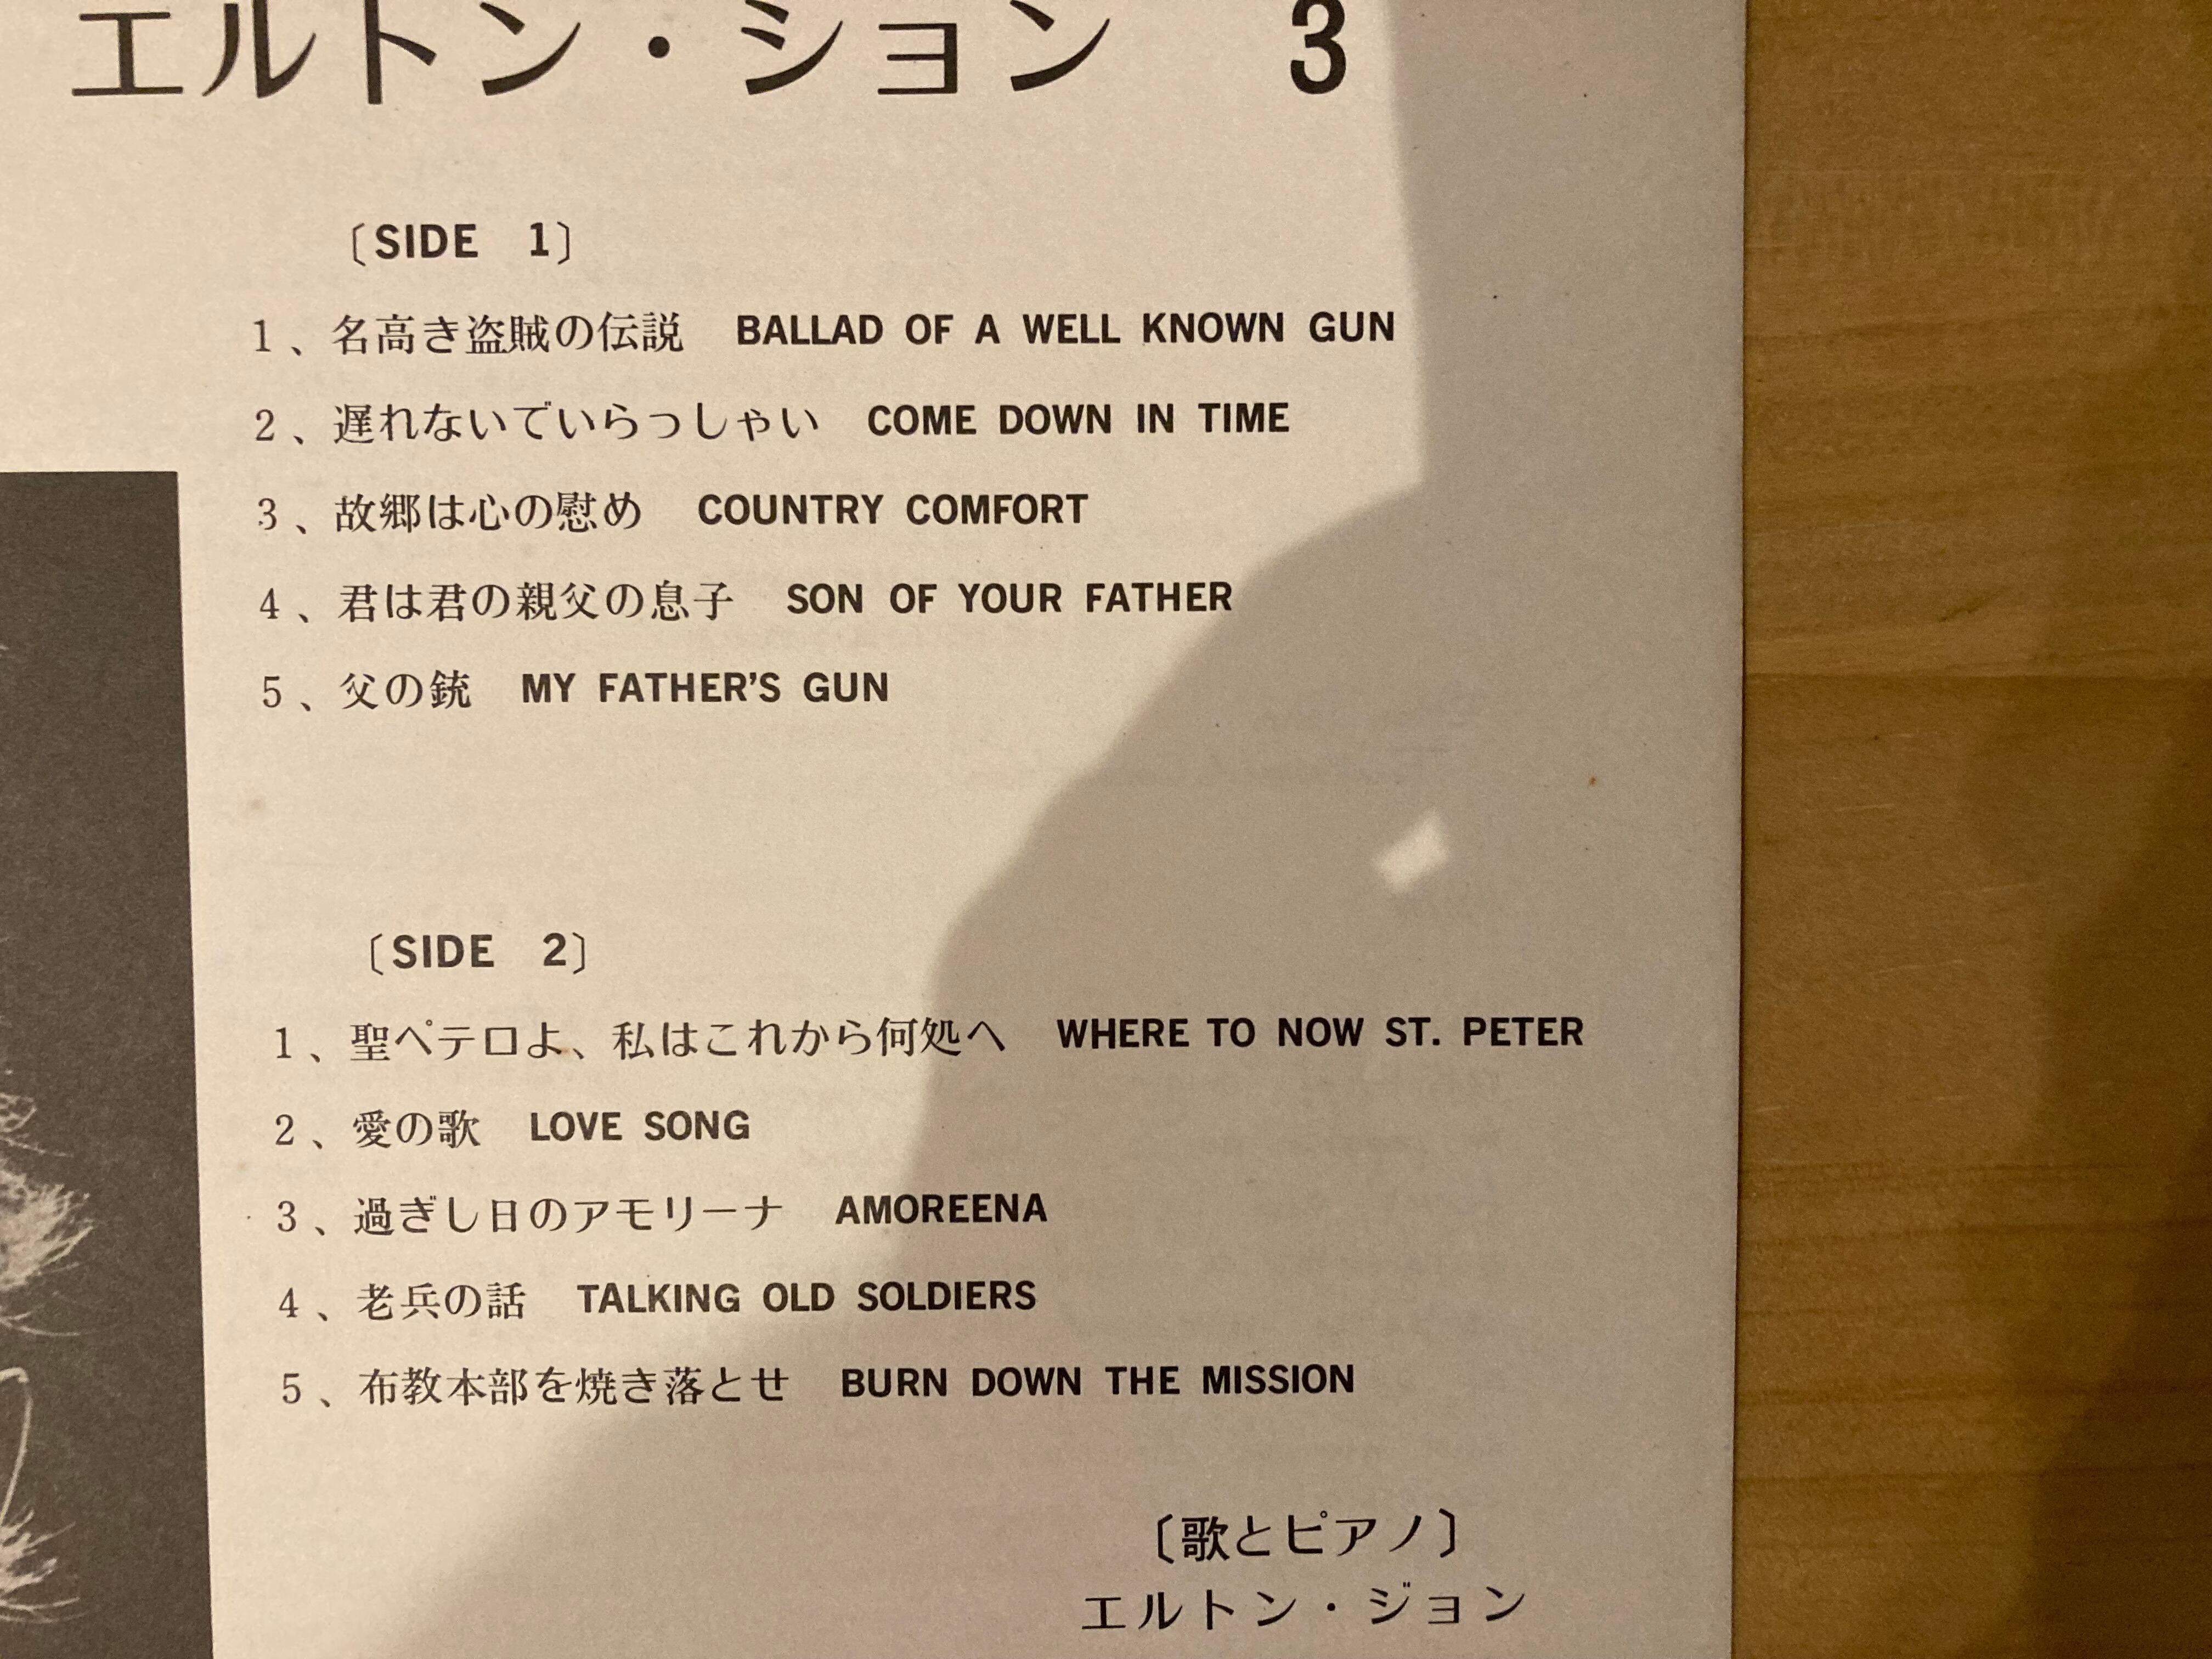 エルトン・ジョン 3
〔SIDE 1〕
1、名高き盗賊の伝説 BALLAD OF A WELL KNOWN GUN
2、遅れないでいらっしゃい COME DOWN IN TIME
3、故郷は心の慰め COUNTRY COMFORT
4、君は君の親父の息子 SON OF YOUR FATHER
5、父の銃 MY FATHER'S GUN
〔SIDE 2〕
1、聖ペテロよ、私はこれから何処へ WHERE TO NOW ST. PETER
2、愛の歌 LOVE SONG
3、過ぎし日のアモリーナ AMOREENA
4、老兵の話 TALKING OLD SOLDIERS
5、布教本部を焼き落とせ BURN DOWN THE MISSION
〔歌とピアノ〕
エルトン・ジョン